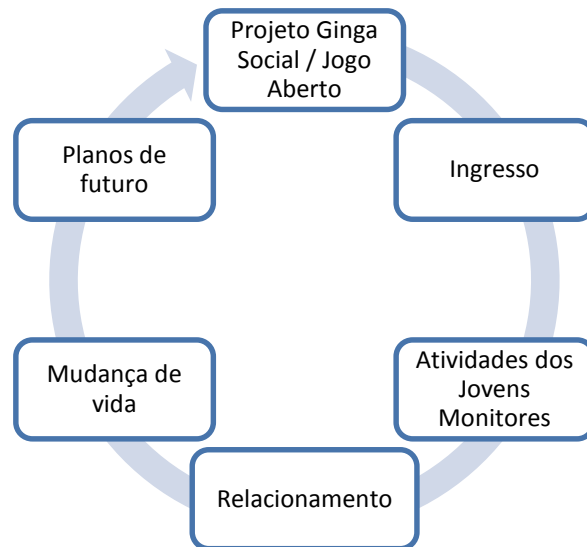 Projeto Ginga
Social / Jogo
Aberto
Ingresso
Atividades dos
Jovens
Monitores
Relacionamento
Mudança de
vida
Planos de
futuro